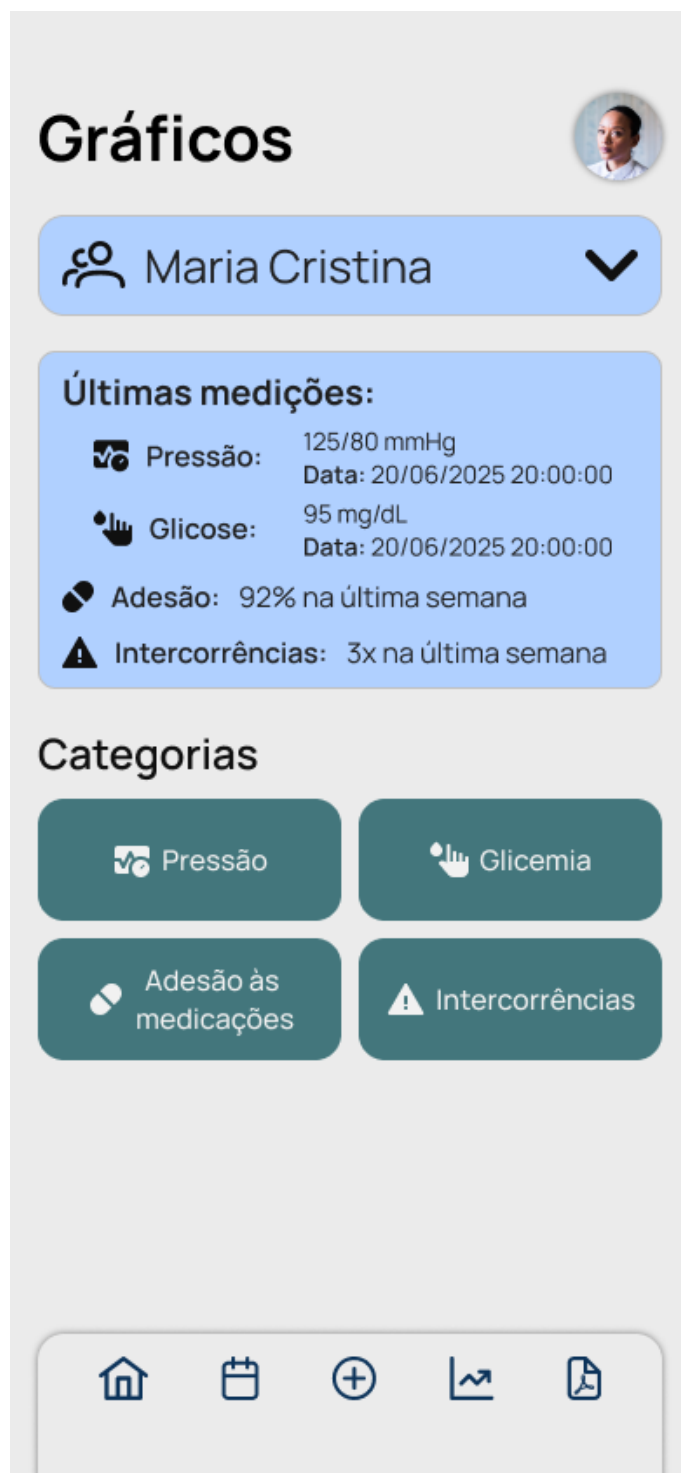 Gráficos
Maria Cristina
Últimas medições:
Pressão:
125/80 mmHg
Data: 20/06/2025 20:00:00
Glicose:
95 mg/dL
Data: 20/06/2025 20:00:00
Adesão: 92% na última semana
Intercorrências: 3x na última semana
Categorias
Pressão
Glicemia
Adesão às
medicações
Intercorrências